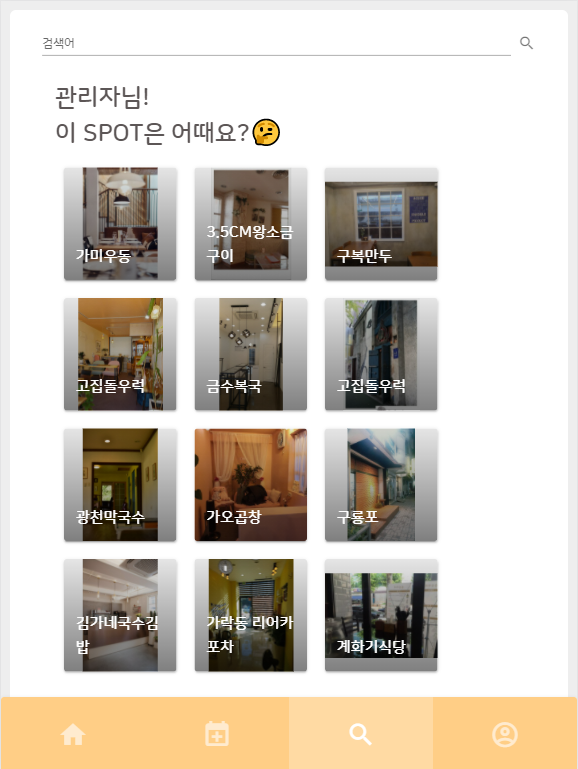 검색어
관리자님!
이 SPOT은 어때요?🤔
가미우동
3.5CM왕소금
구이
구복만두
고집돌우럭
금수복국
고집돌우럭
광천막국수
가오곱창
구룡포
김가네국수김
밥
가락동 리어카
포차
계화기식당